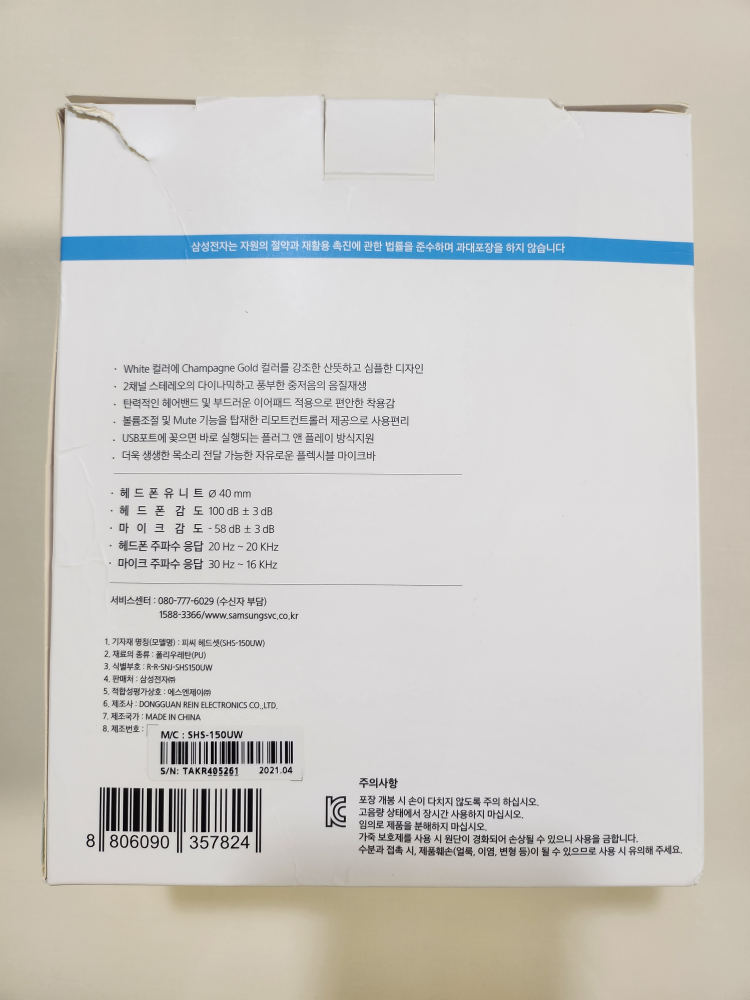 삼성전자는 자원의 절약과 재활용 촉진에 관한 법률을 준수하며 과대포장을 하지 않습니다
· White 컬러에 Champagne Gold 컬러를 강조한 산뜻하고 심플한 디자인
· 2채널 스테레오의 다이나믹하고 풍부한 중저음의 음질재생
· 탄력적인 헤어밴드 및 부드러운 이어패드 적용으로 편안한 착용감
· 볼륨조절 및 Mute 기능을 탑재한 리모트컨트롤러 제공으로 사용편리
· USB포트에 꽂으면 바로 실행되는 플러그 앤 플레이 방식지원
· 더욱 생생한 목소리 전달 가능한 자유로운 플렉시블 마이크바
· 헤드폰유니트 Ø 40 mm
· 헤드폰감도 100 dB ± 3 dB
· 마이크감도 - 58 dB ± 3 dB
· 헤드폰 주파수 응답 20 Hz ~ 20 KHz
· 마이크 주파수 응답 30 Hz ~ 16 KHz
서비스센터 : 080-777-6029 (수신자 부담)
1588-3366/www.samsungsvc.co.kr
1. 기자재 명칭(모델명) : 피씨 헤드셋(SHS-150UW)
2. 재료의 종류 : 폴리우레탄(PU)
3. 식별부호 : R-R-SNJ-SHS150UW
4. 판매처 : 삼성전자㈜
5. 적합성평가상호 : 에스엔제이㈜
6. 제조사 : DONGGUAN REIN ELECTRONICS CO.,LTD.
7. 제조국가 : MADE IN CHINA
8. 제조번호 :
M/C : SHS-150UW
S/N: TAKR405261 2021.04
8 806090 357824
주의사항
포장 개봉 시 손이 다치지 않도록 주의 하십시오.
고음량 상태에서 장시간 사용하지 마십시오.
임의로 제품을 분해하지 마십시오.
가죽 보호제를 사용 시 원단이 경화되어 손상될 수 있으니 사용을 금합니다.
수분과 접촉 시, 제품훼손(얼룩, 이염, 변형 등)이 될 수 있으므로 사용 시 유의해 주세요.